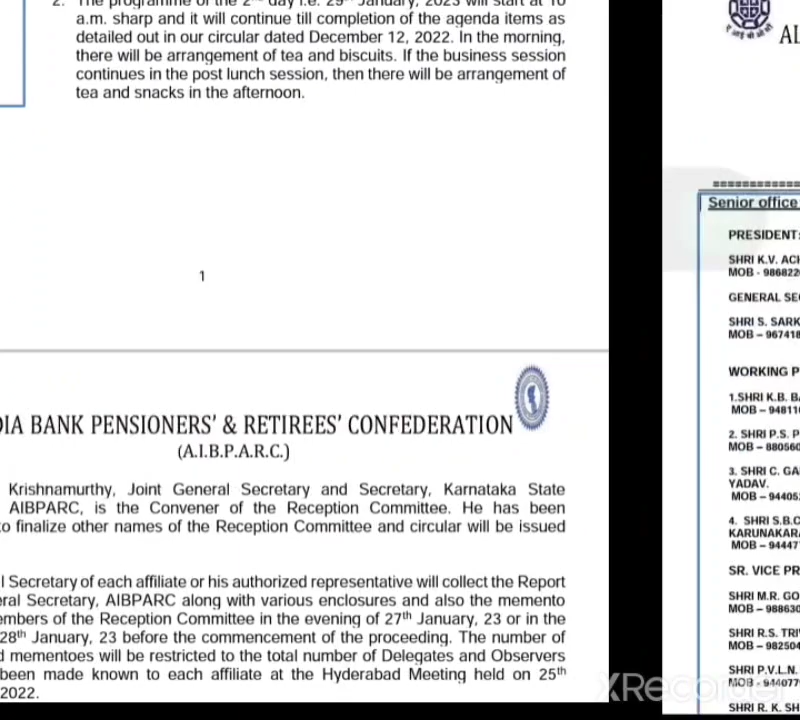 2. The programme of the 2nd day i.e. 29th January, 2023 will start at 10
a.m. sharp and it will continue till completion of the agenda items as
detailed out in our circular dated December 12, 2022. In the morning,
there will be arrangement of tea and biscuits. If the business session
continues in the post lunch session, then there will be arrangement of
tea and snacks in the afternoon.
1
DIA BANK PENSIONERS' & RETIREES' CONFEDERATION
(A.I.B.P.A.R.C.)
Krishnamurthy, Joint General Secretary and Secretary, Karnataka State
AIBPARC, is the Convener of the Reception Committee. He has been
to finalize other names of the Reception Committee and circular will be issued
l Secretary of each affiliate or his authorized representative will collect the Report
eral Secretary, AIBPARC along with various enclosures and also the memento
embers of the Reception Committee in the evening of 27th January, 23 or in the
28th January, 23 before the commencement of the proceeding. The number of
d mementoes will be restricted to the total number of Delegates and Observers
been made known to each affiliate at the Hyderabad Meeting held on 25th
2022.
AL
===========
Senior office
PRESIDENT:
SHRI K.V. ACH
MOB - 986822
GENERAL SE
SHRI S. SARK
MOB – 967418
WORKING P
1.SHRI K.B. B
MOB – 94811
2. SHRI P.S. P
MOB – 880560
3. SHRI C. GA
YADAV.
MOB – 94405
4. SHRI S.B.C
KARUNAKAR
MOB – 94447
SR. VICE PR
SHRI M.R. GO
MOB – 988630
SHRI R.S. TRI
MOB – 982504
SHRI P.V.L.N.
MOB - 944077
SHRI R. K. SH
XRecorder